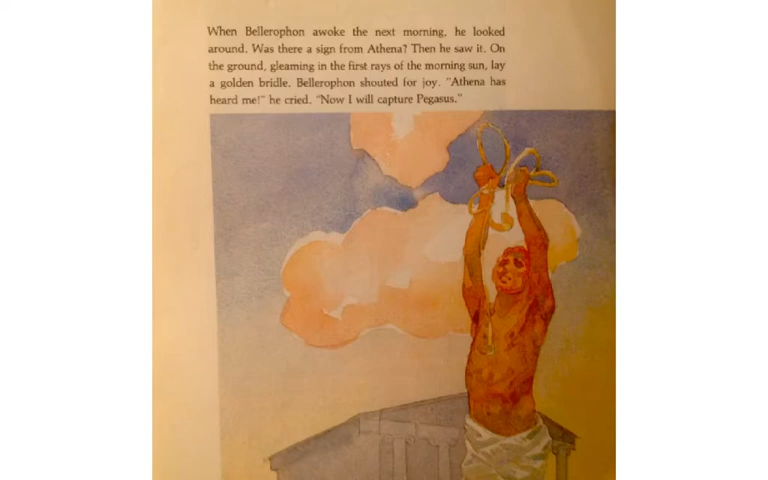 When Bellerophon awoke the next morning, he looked
around. Was there a sign from Athena? Then he saw it. On
the ground, gleaming in the first rays of the morning sun, lay
a golden bridle. Bellerophon shouted for joy. "Athena has
heard me!" he cried. "Now I will capture Pegasus."